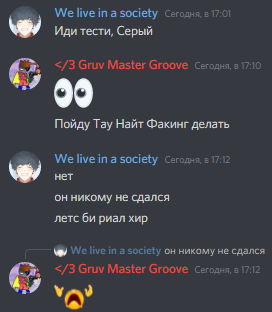 We live in a society Сегодня, в 17:01
Иди тести, Серый
</3 Gruv Master Groove Сегодня, в 17:10
Пойду Тау Найт Факинг делать
We live in a society Сегодня, в 17:12
нет
он никому не сдался
летс би риал хир
We live in a society он никому не сдался
</3 Gruv Master Groove Сегодня, в 17:12